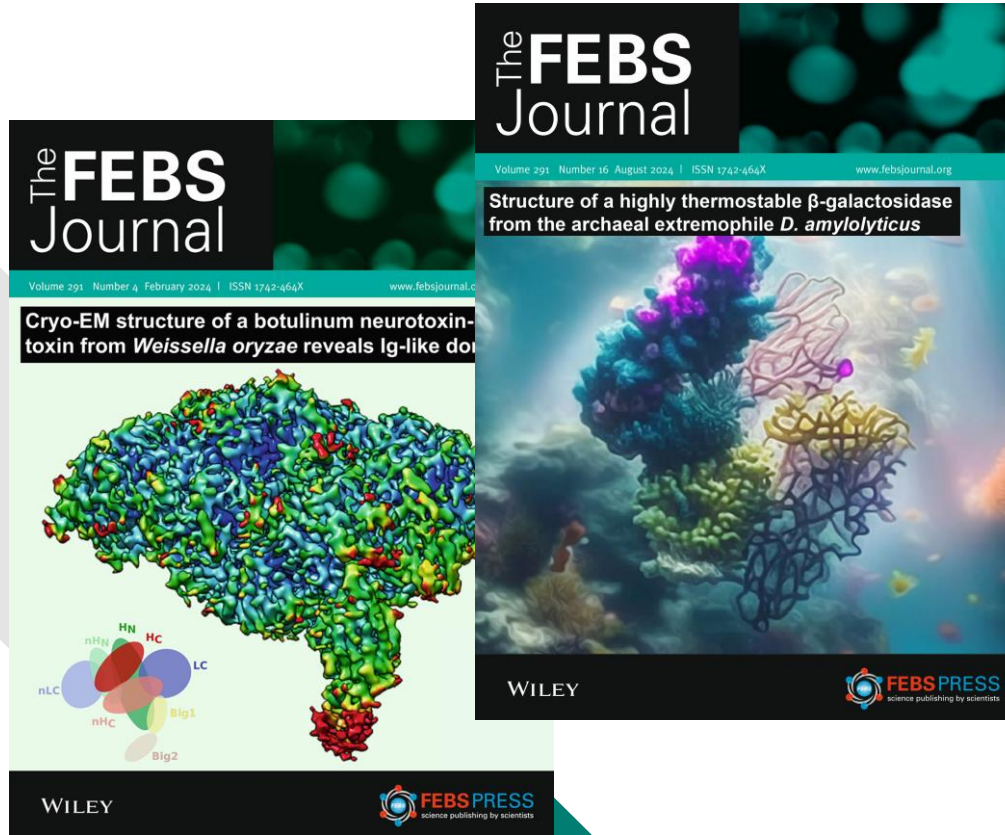 The FEBS
Journal
Volume 291 Number 4 February 2024 | ISSN 1742-464X www.febsjournal.o
Cryo-EM structure of a botulinum neurotoxin-
toxin from Weissella oryzae reveals Ig-like do
HN
nHN
HC
LC
nLC
nHC
Big1
Big2
WILEY
FEBS PRESS
science publishing by scientists
The FEBS
Journal
Volume 291 Number 16 August 2024 | ISSN 1742-464X www.febsjournal.org
Structure of a highly thermostable β-galactosidase
from the archaeal extremophile D. amylolyticus
WILEY
FEBS PRESS
science publishing by scientists